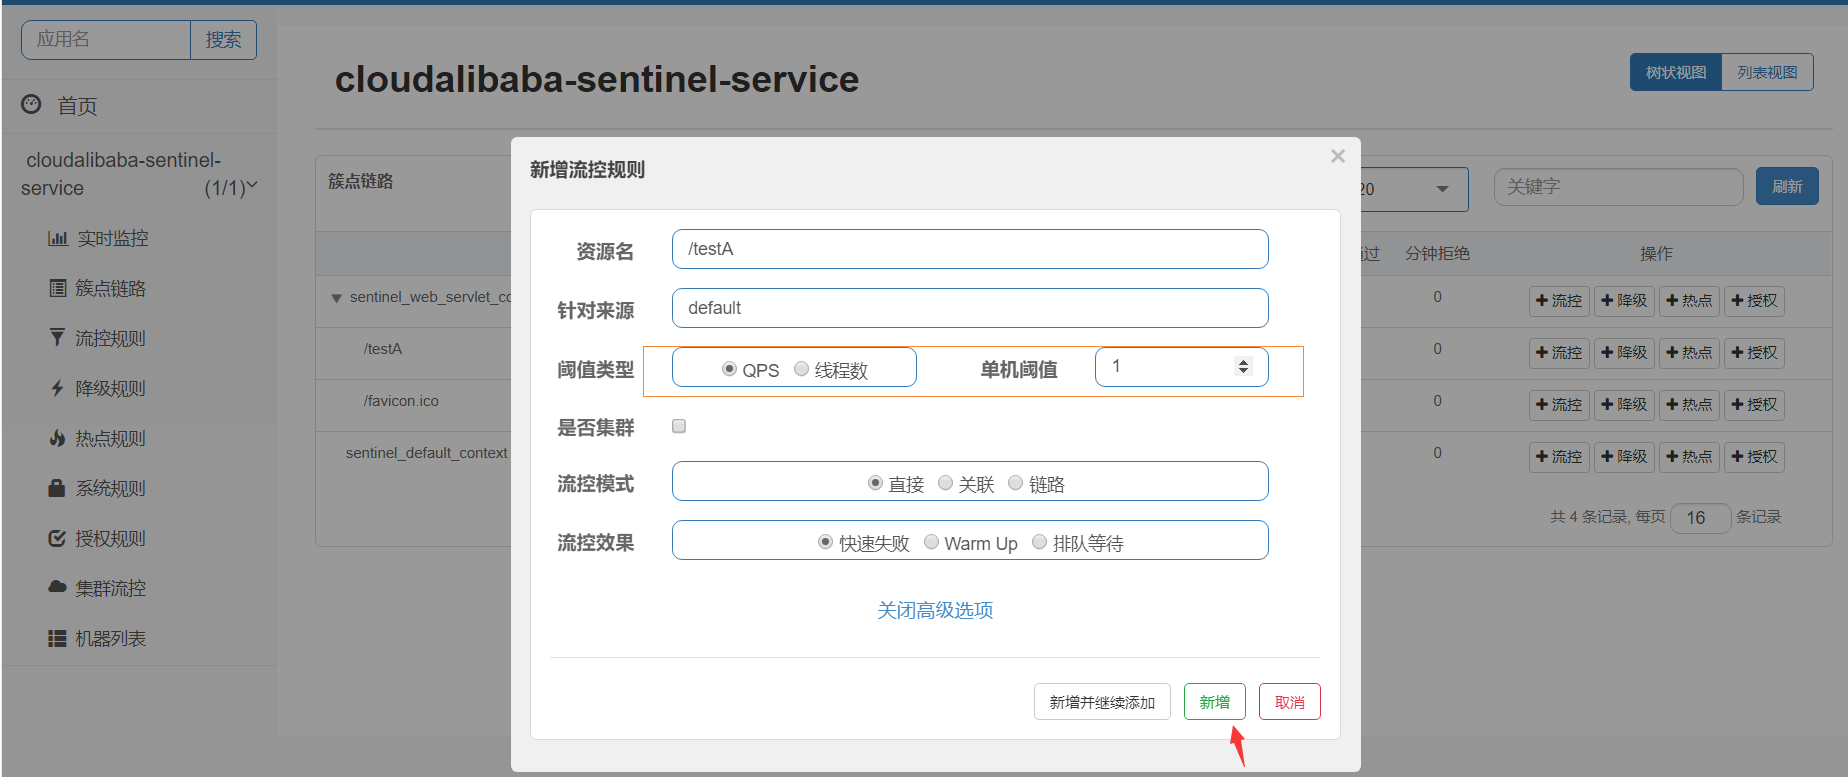 应用名 搜索
首页
cloudalibaba-sentinel-
service (1/1)
实时监控
簇点链路
流控规则
降级规则
热点规则
系统规则
授权规则
集群流控
机器列表
cloudalibaba-sentinel-service
树状视图 列表视图
簇点链路
20 关键字 刷新
通过 分钟拒绝 操作
sentinel_web_servlet_co 0 流控 降级 热点 授权
/testA 0 流控 降级 热点 授权
/favicon.ico 0 流控 降级 热点 授权
sentinel_default_context 0 流控 降级 热点 授权
共 4 条记录, 每页 16 条记录
新增流控规则 ×
资源名 /testA
针对来源 default
阈值类型 QPS 线程数 单机阈值 1
是否集群
流控模式 直接 关联 链路
流控效果 快速失败 Warm Up 排队等待
关闭高级选项
新增并继续添加 新增 取消